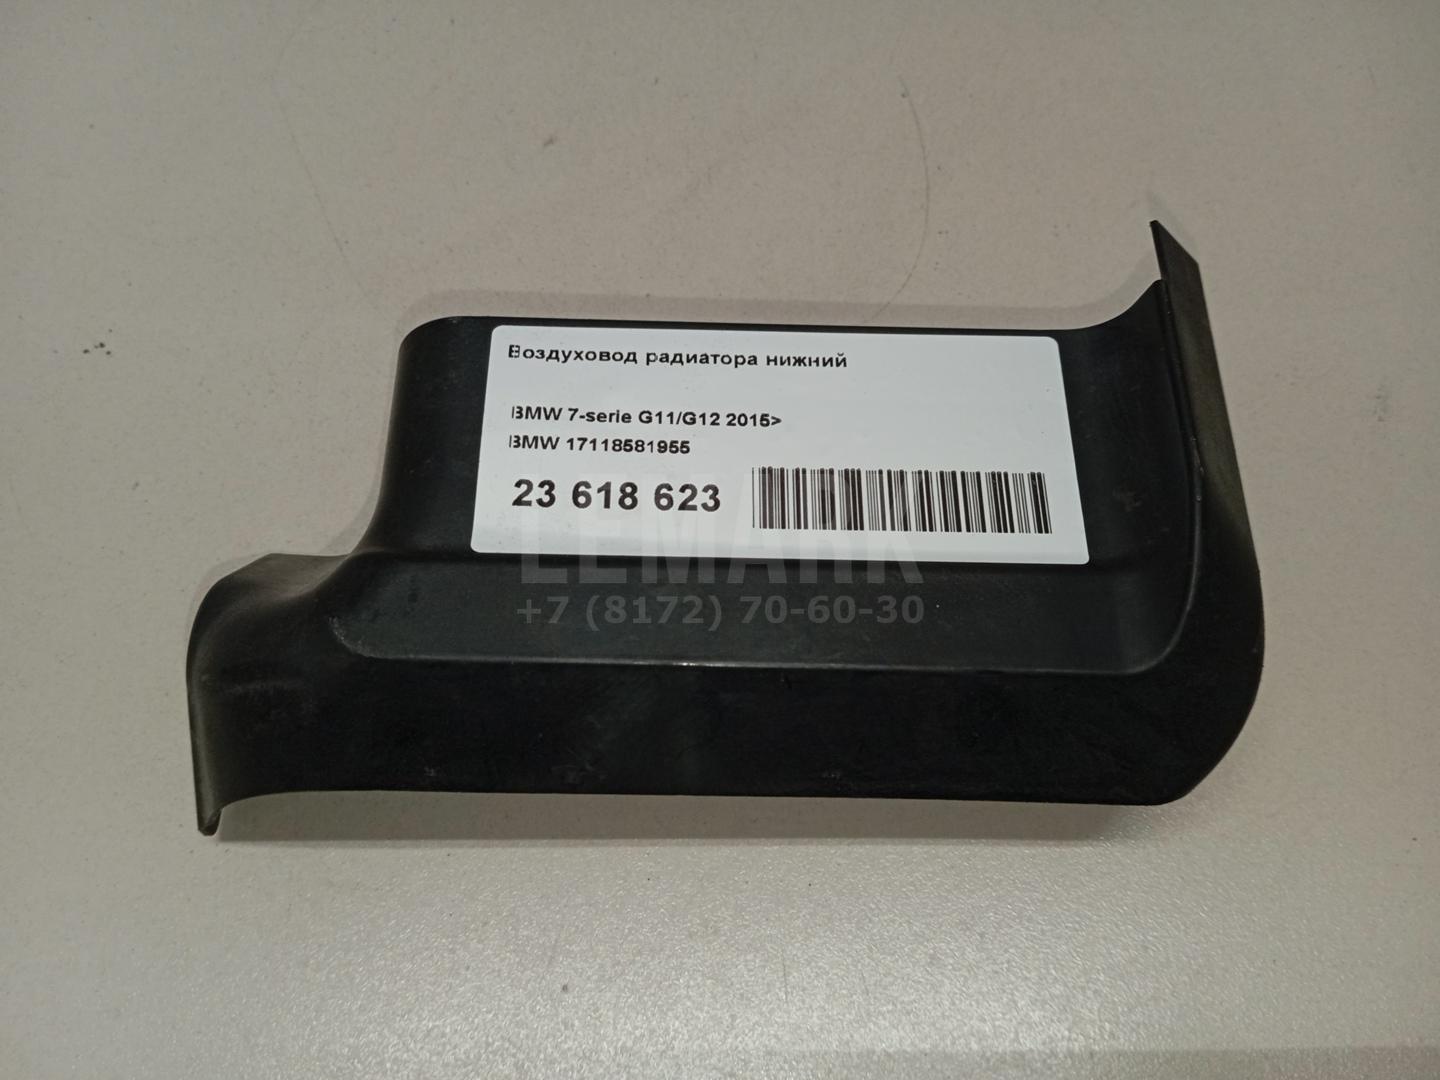 Воздуховод радиатора нижний
BMW 7-serie G11/G12 2015>
BMW 17118581955
23 618 623
LEMARK
+7 (8172) 70-60-30